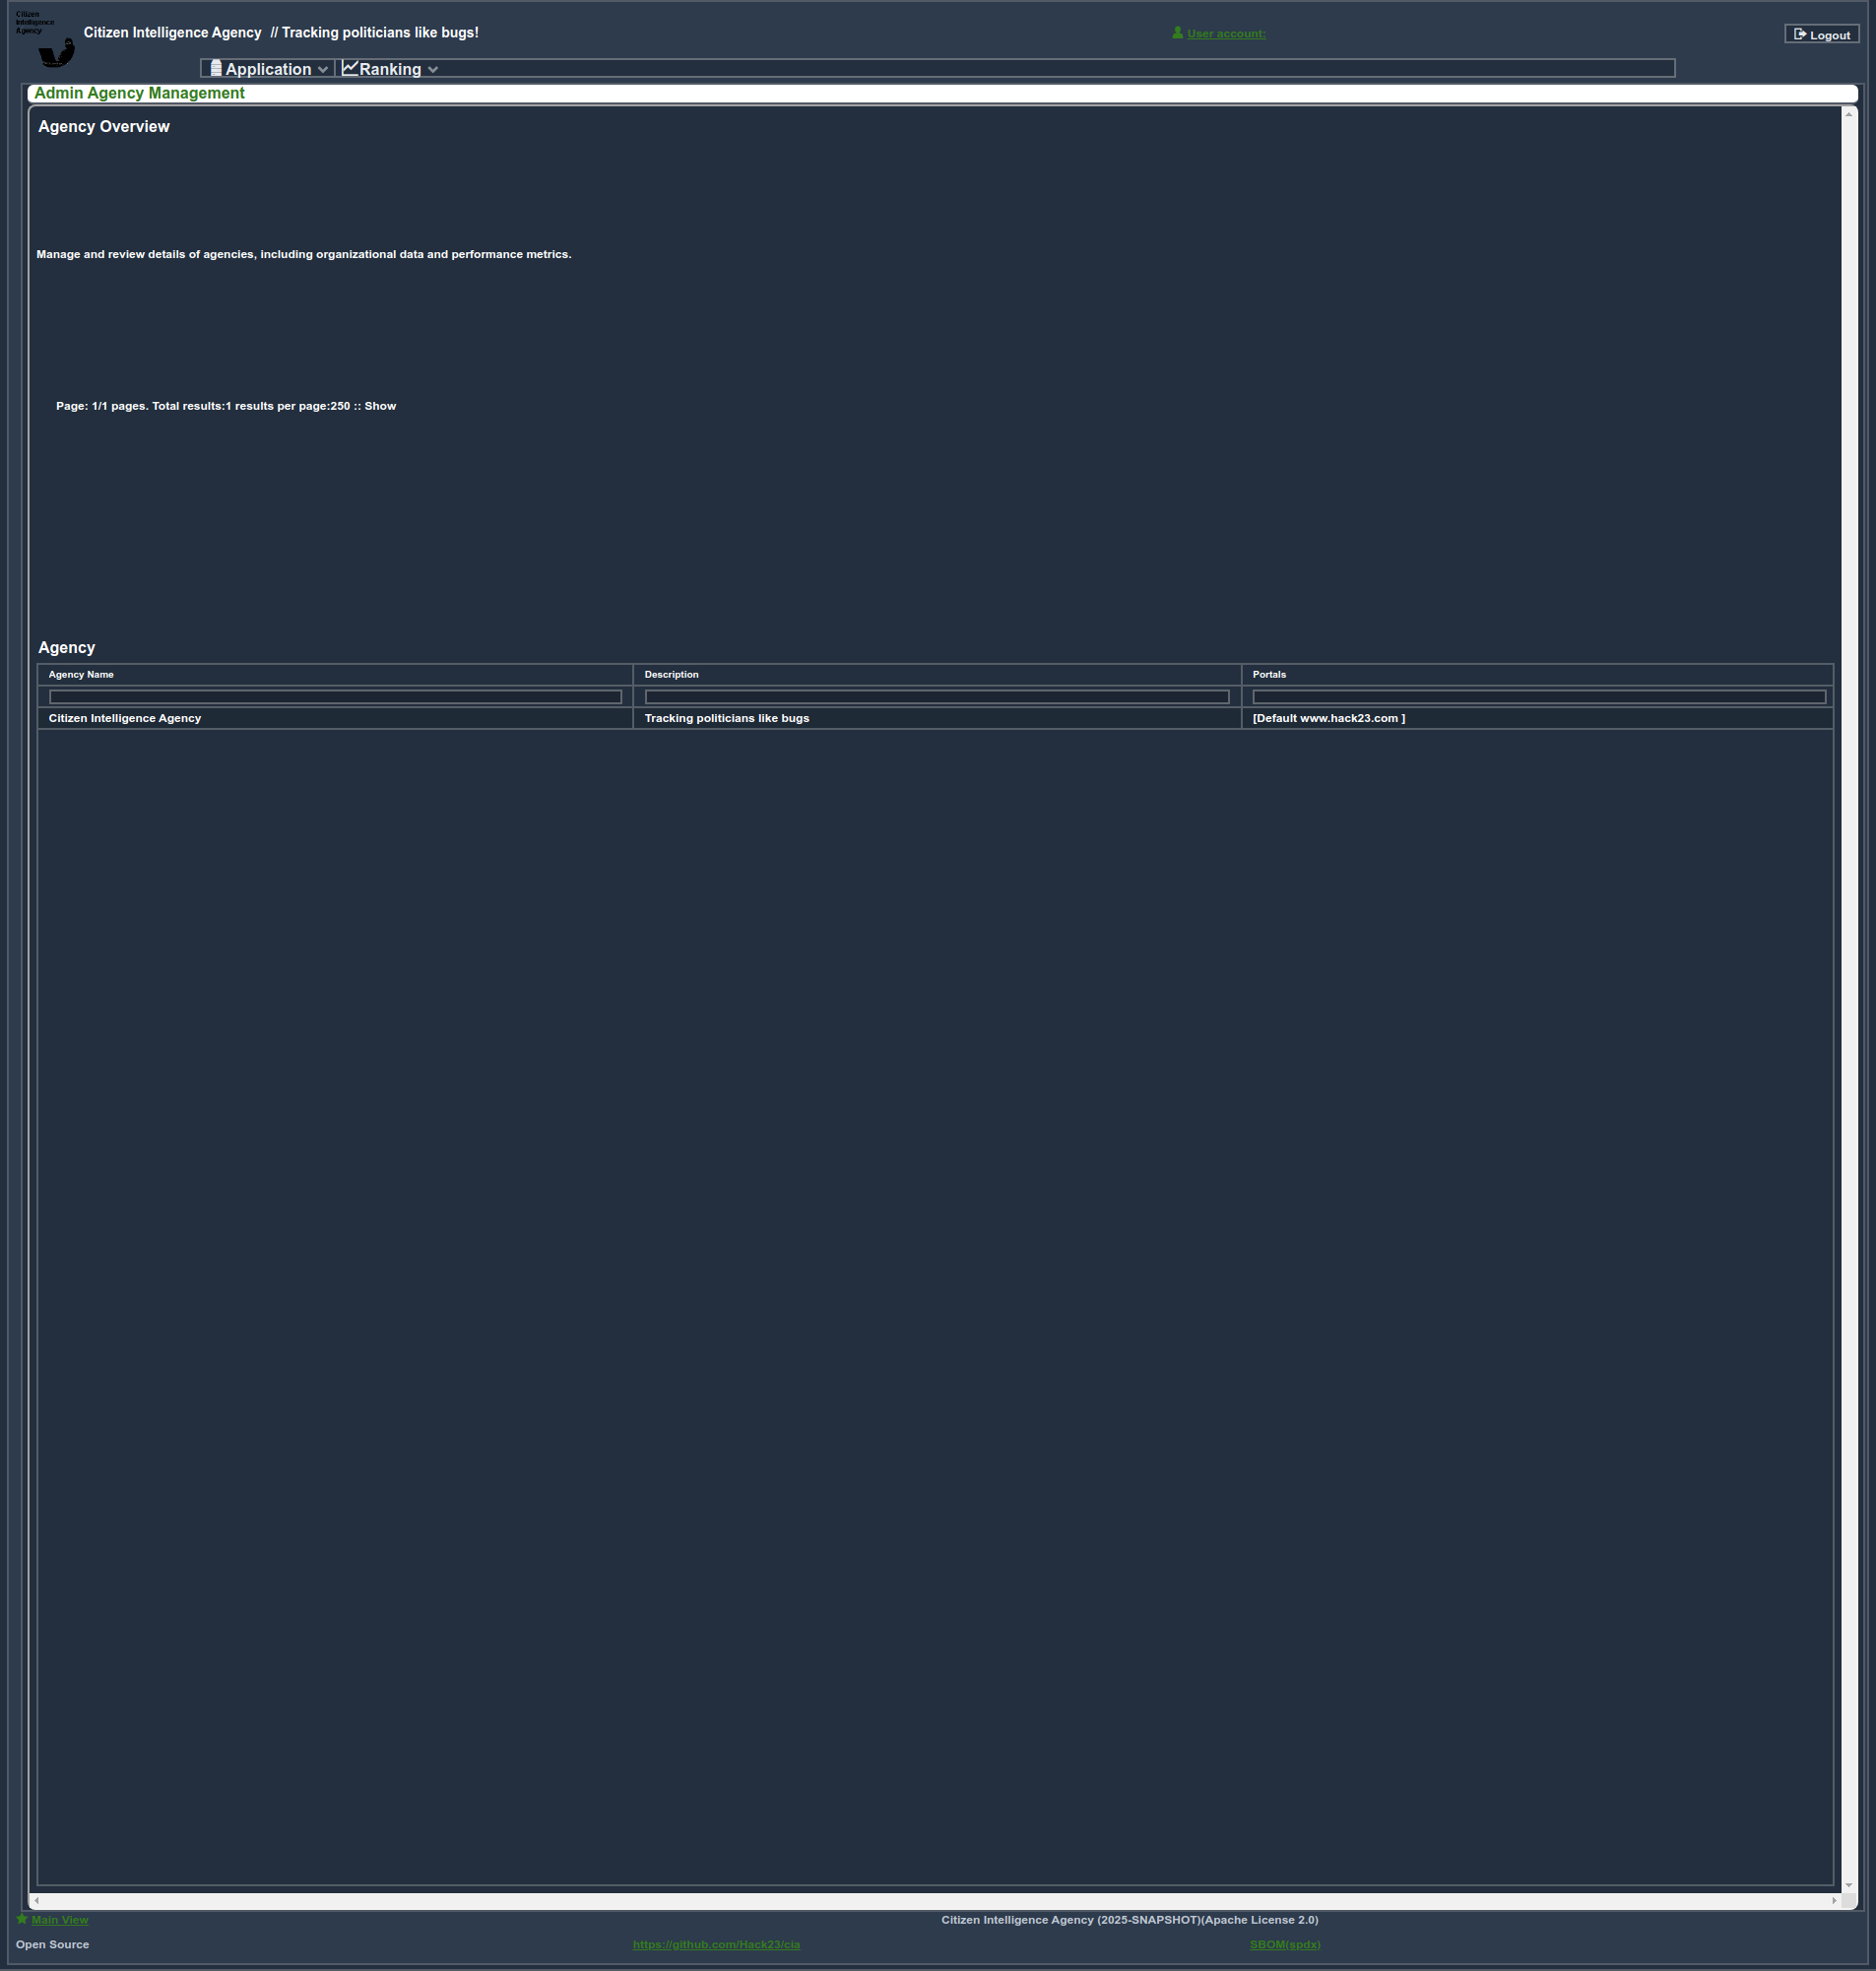 Citizen
Intelligence
Agency
Citizen Intelligence Agency // Tracking politicians like bugs!
User account:
Logout
Application
Ranking
Admin Agency Management
Agency Overview
Manage and review details of agencies, including organizational data and performance metrics.
Page: 1/1 pages. Total results:1 results per page:250 :: Show
Agency
Agency Name
Description
Portals
Citizen Intelligence Agency
Tracking politicians like bugs
[Default www.hack23.com ]
Main View
Citizen Intelligence Agency (2025-SNAPSHOT)(Apache License 2.0)
Open Source
https://github.com/Hack23/cia
SBOM(spdx)